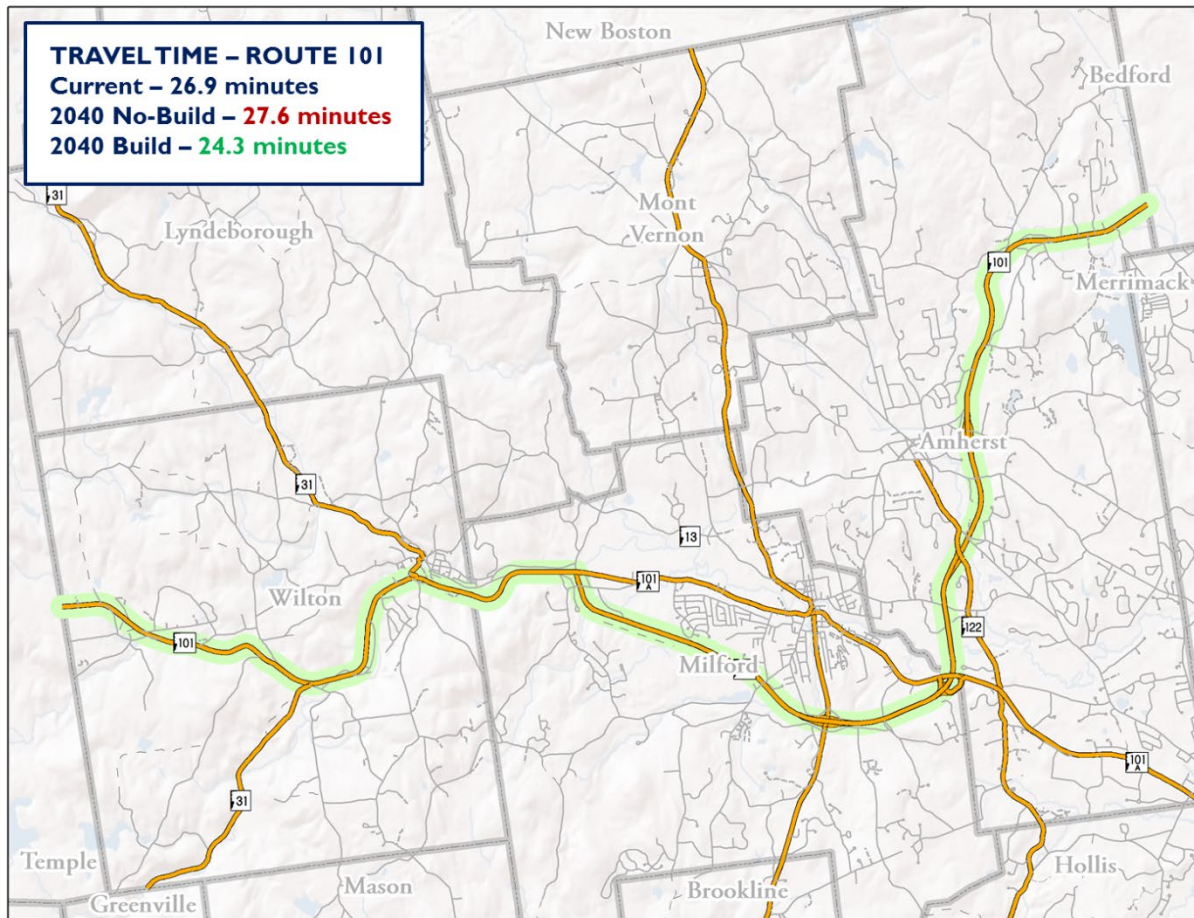 TRAVEL TIME – ROUTE 101
Current – 26.9 minutes
2040 No-Build – 27.6 minutes
2040 Build – 24.3 minutes
New Boston
Bedford
31
Lyndeborough
Mont
Vernon
101
Merrimack
Amherst
31
13
101
A
Wilton
122
101
Milford
101
A
31
Temple
Hollis
Mason
Brookline
Greenville